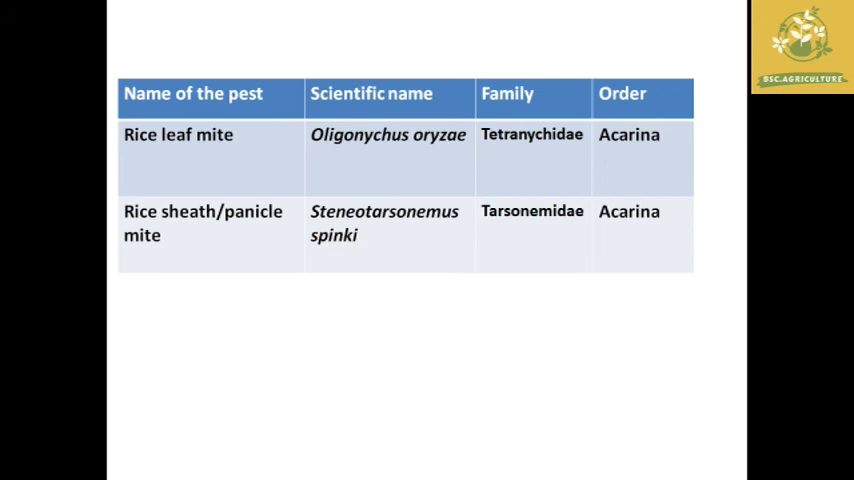 BSC.AGRICULTURE
Name of the pest Scientific name Family Order
Rice leaf mite Oligonychus oryzae Tetranychidae Acarina
Rice sheath/panicle Steneotarsonemus Tarsonemidae Acarina
mite spinki